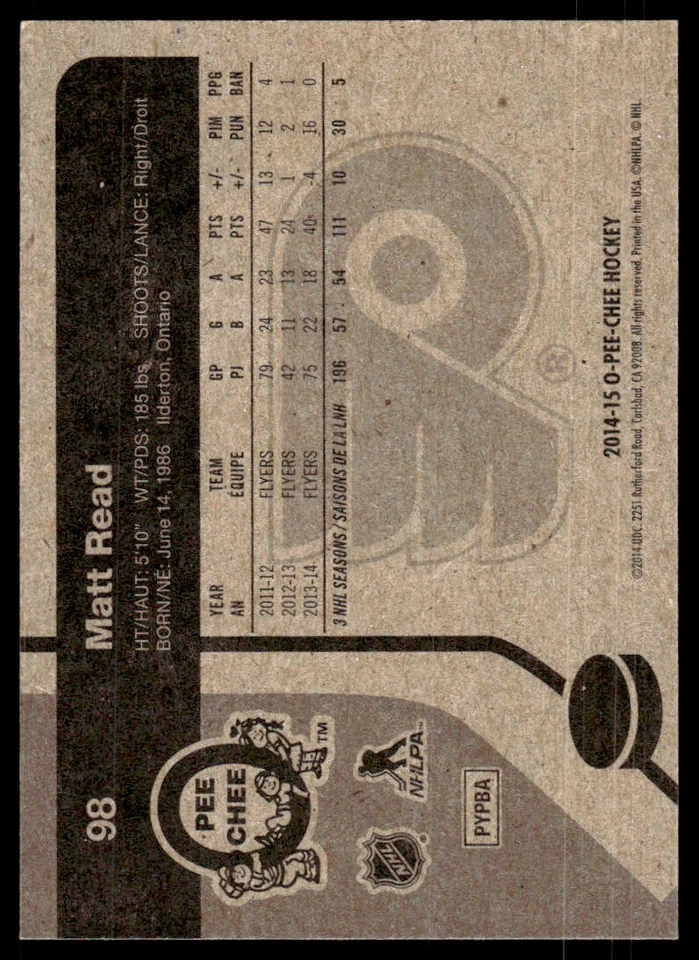 98 Matt Read
HT/HAUT: 5'10" WT/PDS: 185 lbs. SHOOTS/LANCE: Right/Droit
BORN/NÉ: June 14, 1986 Ilderton, Ontario
YEAR TEAM GP G A PTS +/- PIM PPG
AN ÉQUIPE PJ B A PTS +/- PUN BAN
2011-12 FLYERS 79 24 23 47 13 12 4
2012-13 FLYERS 42 11 13 24 1 2 1
2013-14 FLYERS 75 22 18 40 -4 16 0
3 NHL SEASONS / SAISONS DE LA LNH 196 57 54 111 10 30 5
O
PEE
CHEE
TM
NHL
®
NHLPA
TM
PYPBA
®
2014-15 O-PEE-CHEE HOCKEY
©2014 UDC. 2251 Rutherford Road, Carlsbad, CA 92008. All rights reserved. Printed in the USA. ©NHLPA. © NHL.